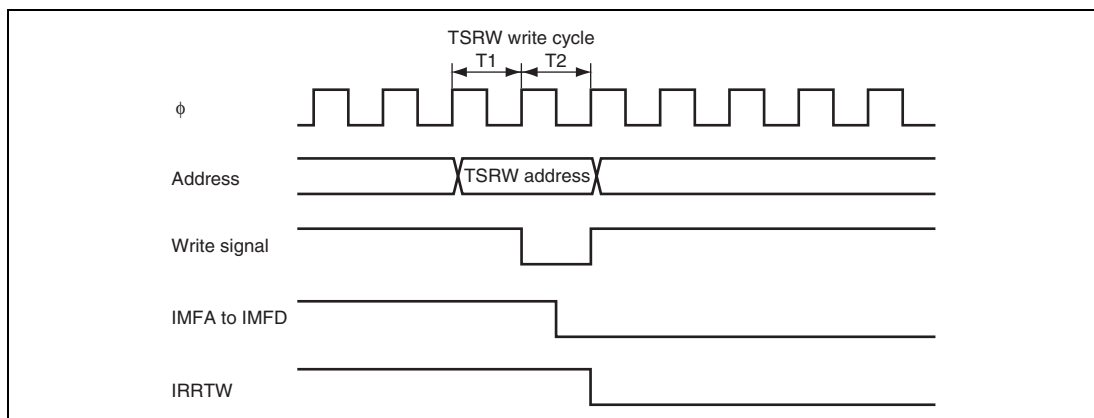 TSRW write cycle
T1 T2
ϕ
Address TSRW address
Write signal
IMFA to IMFD
IRRTW